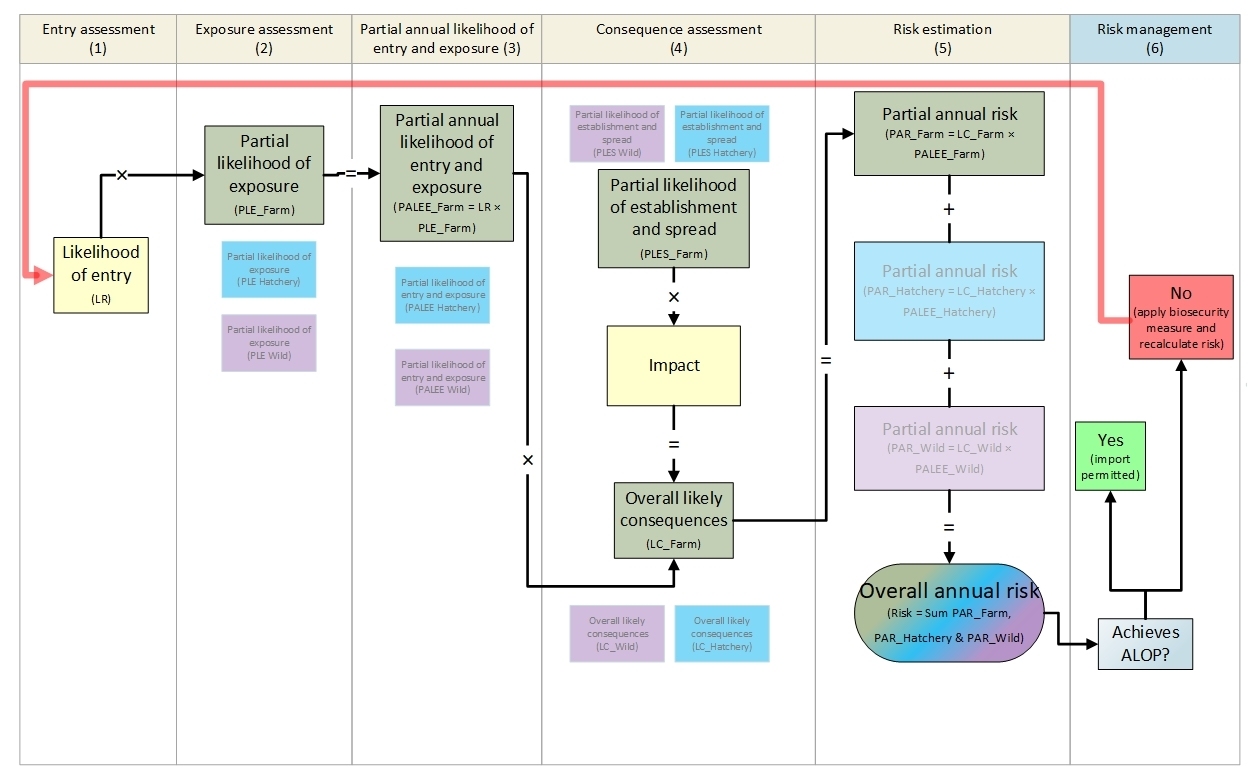 Entry assessment
(1)
Exposure assessment
(2)
Partial annual likelihood of
entry and exposure (3)
Consequence assessment
(4)
Risk estimation
(5)
Risk management
(6)
Likelihood
of entry
(LR)
×
Partial
likelihood of
exposure
(PLE_Farm)
=
Partial likelihood of
exposure
(PLE Hatchery)
Partial likelihood of
exposure
(PLE Wild)
Partial annual
likelihood of
entry and
exposure
(PALEE_Farm = LR ×
PLE_Farm)
Partial likelihood of
entry and exposure
(PALEE Hatchery)
Partial likelihood of
entry and exposure
(PALEE Wild)
×
Partial likelihood of
establishment and
spread
(PLES Wild)
Partial likelihood of
establishment and
spread
(PLES Hatchery)
Partial likelihood
of establishment
and spread
(PLES_Farm)
×
Impact
=
Overall likely
consequences
(LC_Farm)
Overall likely
consequences
(LC_Wild)
Overall likely
consequences
(LC_Hatchery)
=
Partial annual risk
(PAR_Farm = LC_Farm ×
PALEE_Farm)
+
Partial annual risk
(PAR_Hatchery = LC_Hatchery ×
PALEE_Hatchery)
+
Partial annual risk
(PAR_Wild = LC_Wild ×
PALEE_Wild)
=
Overall annual risk
(Risk = Sum PAR_Farm,
PAR_Hatchery & PAR_Wild)
Achieves
ALOP?
Yes
(import
permitted)
No
(apply biosecurity
measure and
recalculate risk)